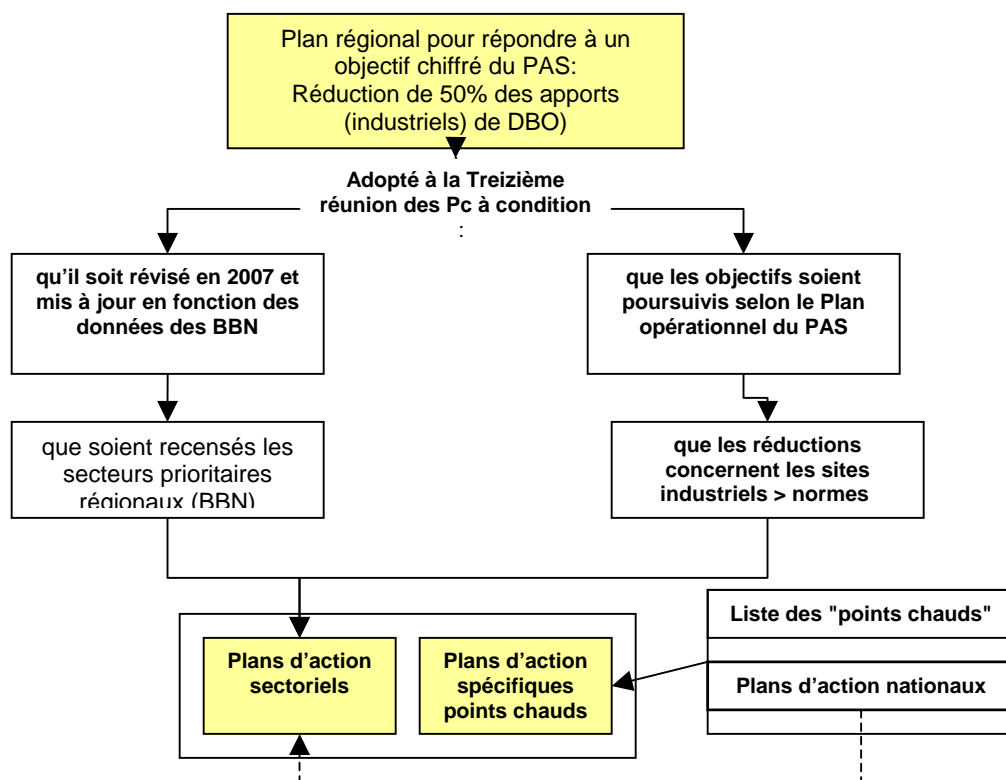 Plan régional pour répondre à un
objectif chiffré du PAS:
Réduction de 50% des apports
(industriels) de DBO)
Adopté à la Treizième
réunion des Pc à condition
:
qu'il soit révisé en 2007 et
mis à jour en fonction des
données des BBN
que les objectifs soient
poursuivis selon le Plan
opérationnel du PAS
que soient recensés les
secteurs prioritaires
régionaux (BBN)
que les réductions
concernent les sites
industriels > normes
Liste des "points chauds"
Plans d'action
sectoriels
Plans d'action
spécifiques
points chauds
Plans d'action nationaux